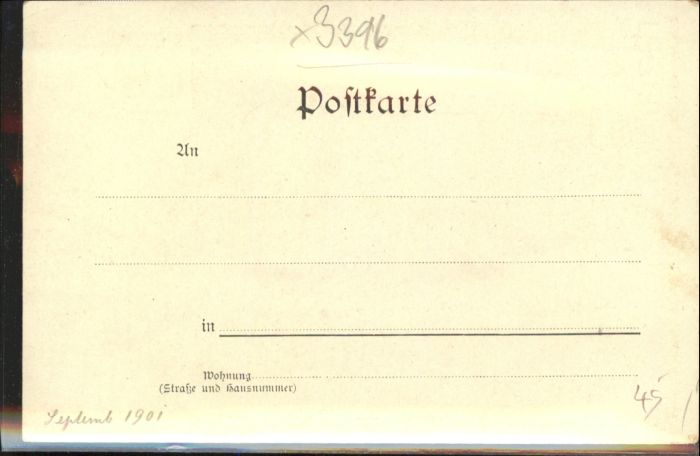 x3396
Postkarte
An
in
Wohnung
(Straße und Hausnummer)
45
Septemb 1901